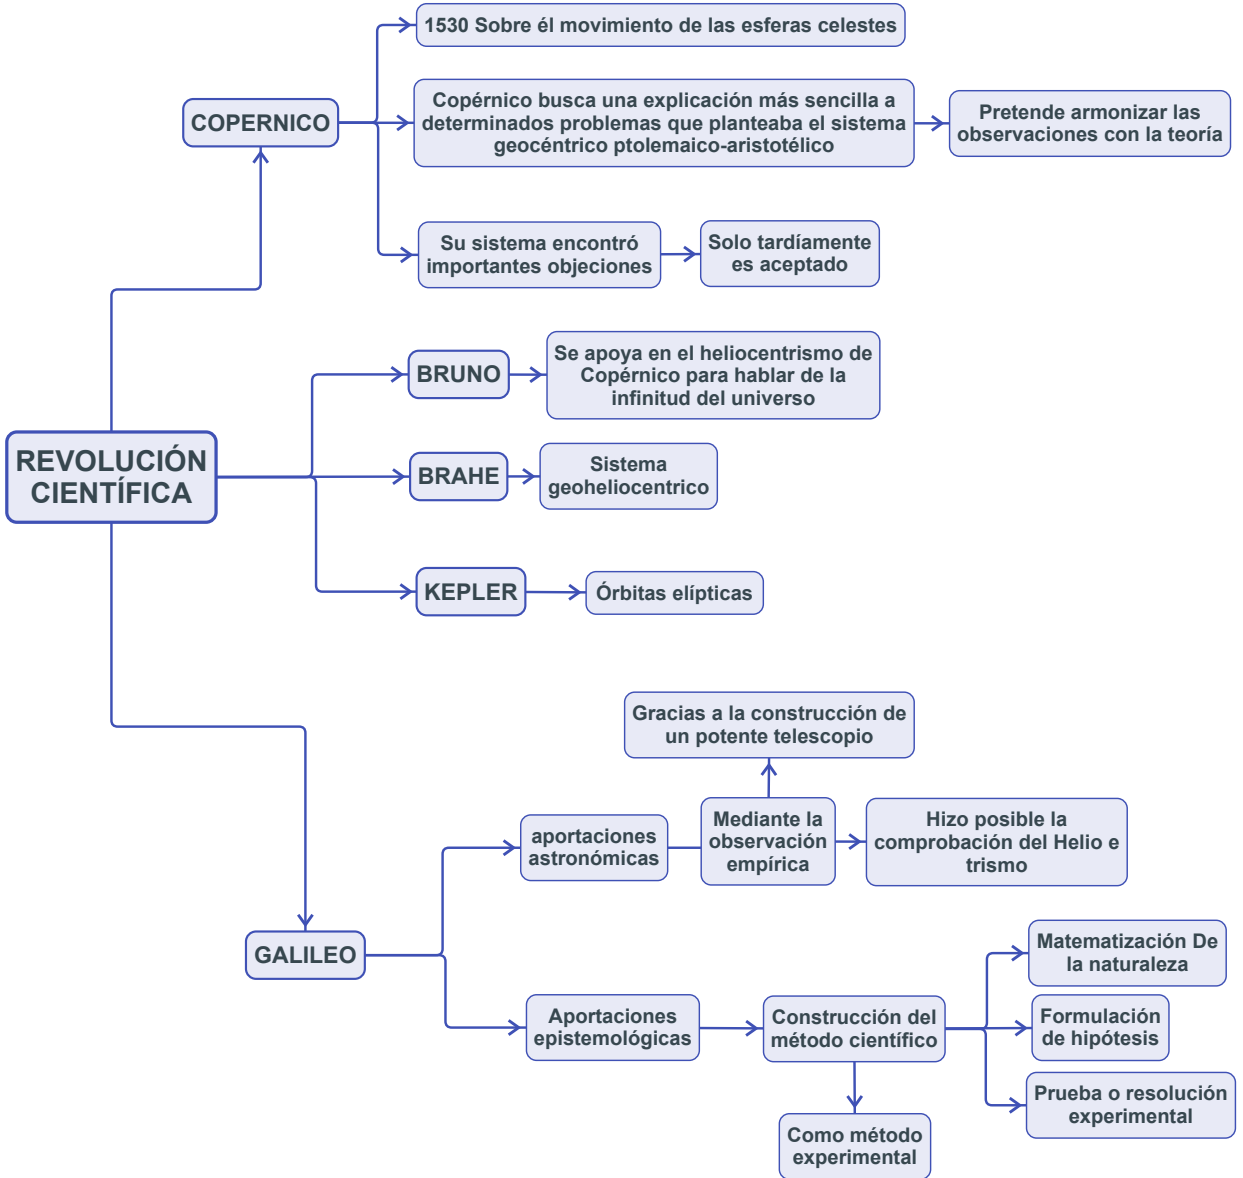 1530 Sobre él movimiento de las esferas celestes
COPERNICO
Copérnico busca una explicación más sencilla a
determinados problemas que planteaba el sistema
geocéntrico ptolemaico-aristotélico
Pretende armonizar las
observaciones con la teoría
Su sistema encontró
importantes objeciones
Solo tardíamente
es aceptado
BRUNO
Se apoya en el heliocentrismo de
Copérnico para hablar de la
infinitud del universo
REVOLUCIÓN
CIENTÍFICA
BRAHE
Sistema
geoheliocentrico
KEPLER
Órbitas elípticas
Gracias a la construcción de
un potente telescopio
aportaciones
astronómicas
Mediante la
observación
empírica
Hizo posible la
comprobación del Helio e
trismo
GALILEO
Aportaciones
epistemológicas
Construcción del
método científico
Matematización De
la naturaleza
Formulación
de hipótesis
Prueba o resolución
experimental
Como método
experimental